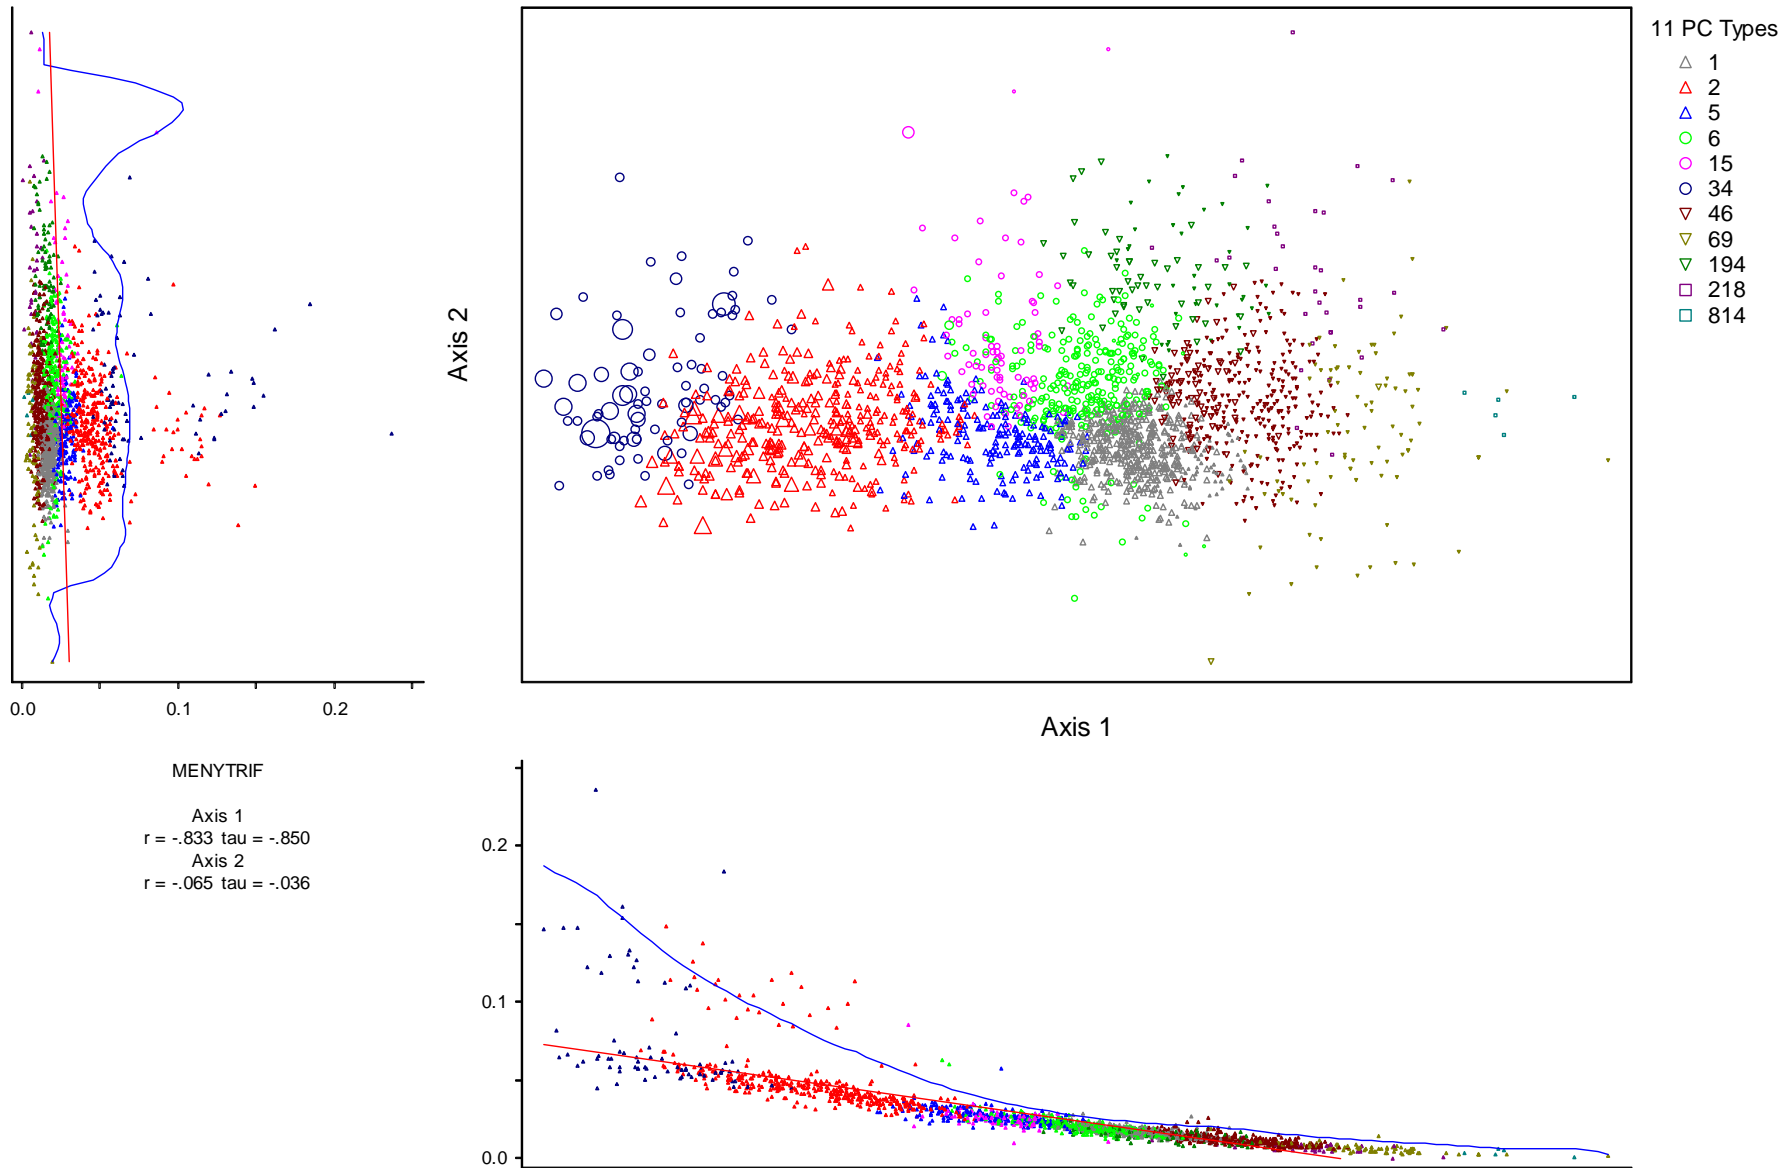 11 PC Types
1
2
5
6
15
34
46
69
194
218
814
Axis 2
0.0 0.1 0.2
Axis 1
MENYTRIF
Axis 1
r = -.833 tau = -.850
Axis 2
r = -.065 tau = -.036
0.2
0.1
0.0